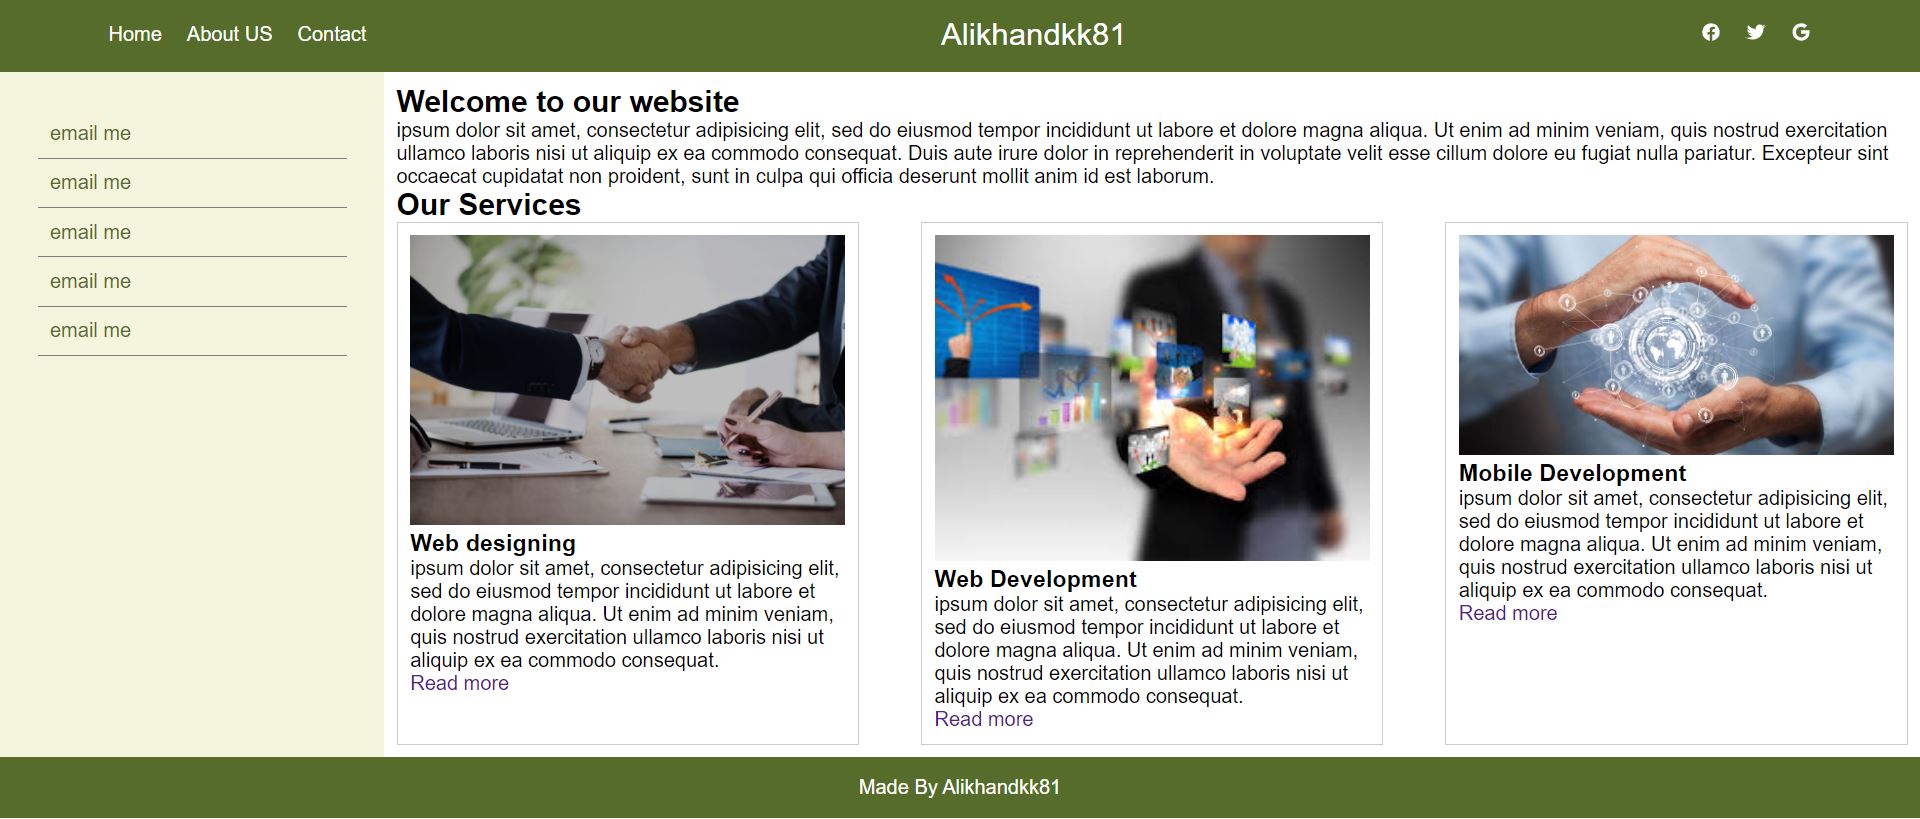 Home About US Contact
Alikhandkk81
email me
email me
email me
email me
email me
Welcome to our website
ipsum dolor sit amet, consectetur adipisicing elit, sed do eiusmod tempor incididunt ut labore et dolore magna aliqua. Ut enim ad minim veniam, quis nostrud exercitation
ullamco laboris nisi ut aliquip ex ea commodo consequat. Duis aute irure dolor in reprehenderit in voluptate velit esse cillum dolore eu fugiat nulla pariatur. Excepteur sint
occaecat cupidatat non proident, sunt in culpa qui officia deserunt mollit anim id est laborum.
Our Services
Web designing
ipsum dolor sit amet, consectetur adipisicing elit,
sed do eiusmod tempor incididunt ut labore et
dolore magna aliqua. Ut enim ad minim veniam,
quis nostrud exercitation ullamco laboris nisi ut
aliquip ex ea commodo consequat.
Read more
Web Development
ipsum dolor sit amet, consectetur adipisicing elit,
sed do eiusmod tempor incididunt ut labore et
dolore magna aliqua. Ut enim ad minim veniam,
quis nostrud exercitation ullamco laboris nisi ut
aliquip ex ea commodo consequat.
Read more
Mobile Development
ipsum dolor sit amet, consectetur adipisicing elit,
sed do eiusmod tempor incididunt ut labore et
dolore magna aliqua. Ut enim ad minim veniam,
quis nostrud exercitation ullamco laboris nisi ut
aliquip ex ea commodo consequat.
Read more
Made By Alikhandkk81